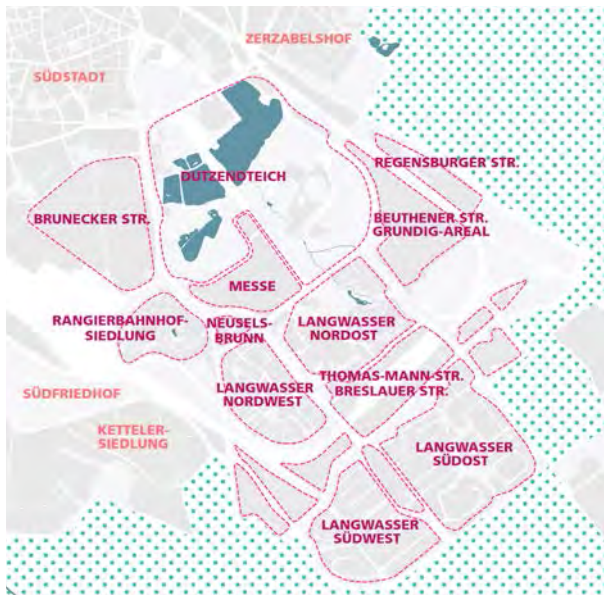 ZERZABELSHOF
SÜDSTADT
REGENSBURGER STR.
DUTZENDTEICH
BRUNECKER STR.
BEUTHENER STR.
GRUNDIG-AREAL
MESSE
RANGIERBAHNHOF-
SIEDLUNG
NEUSELS-
BRUNN
LANGWASSER
NORDOST
THOMAS-MANN-STR.
BRESLAUER STR.
LANGWASSER
NORDWEST
SÜDFRIEDHOF
KETTELER-
SIEDLUNG
LANGWASSER
SÜDOST
LANGWASSER
SÜDWEST